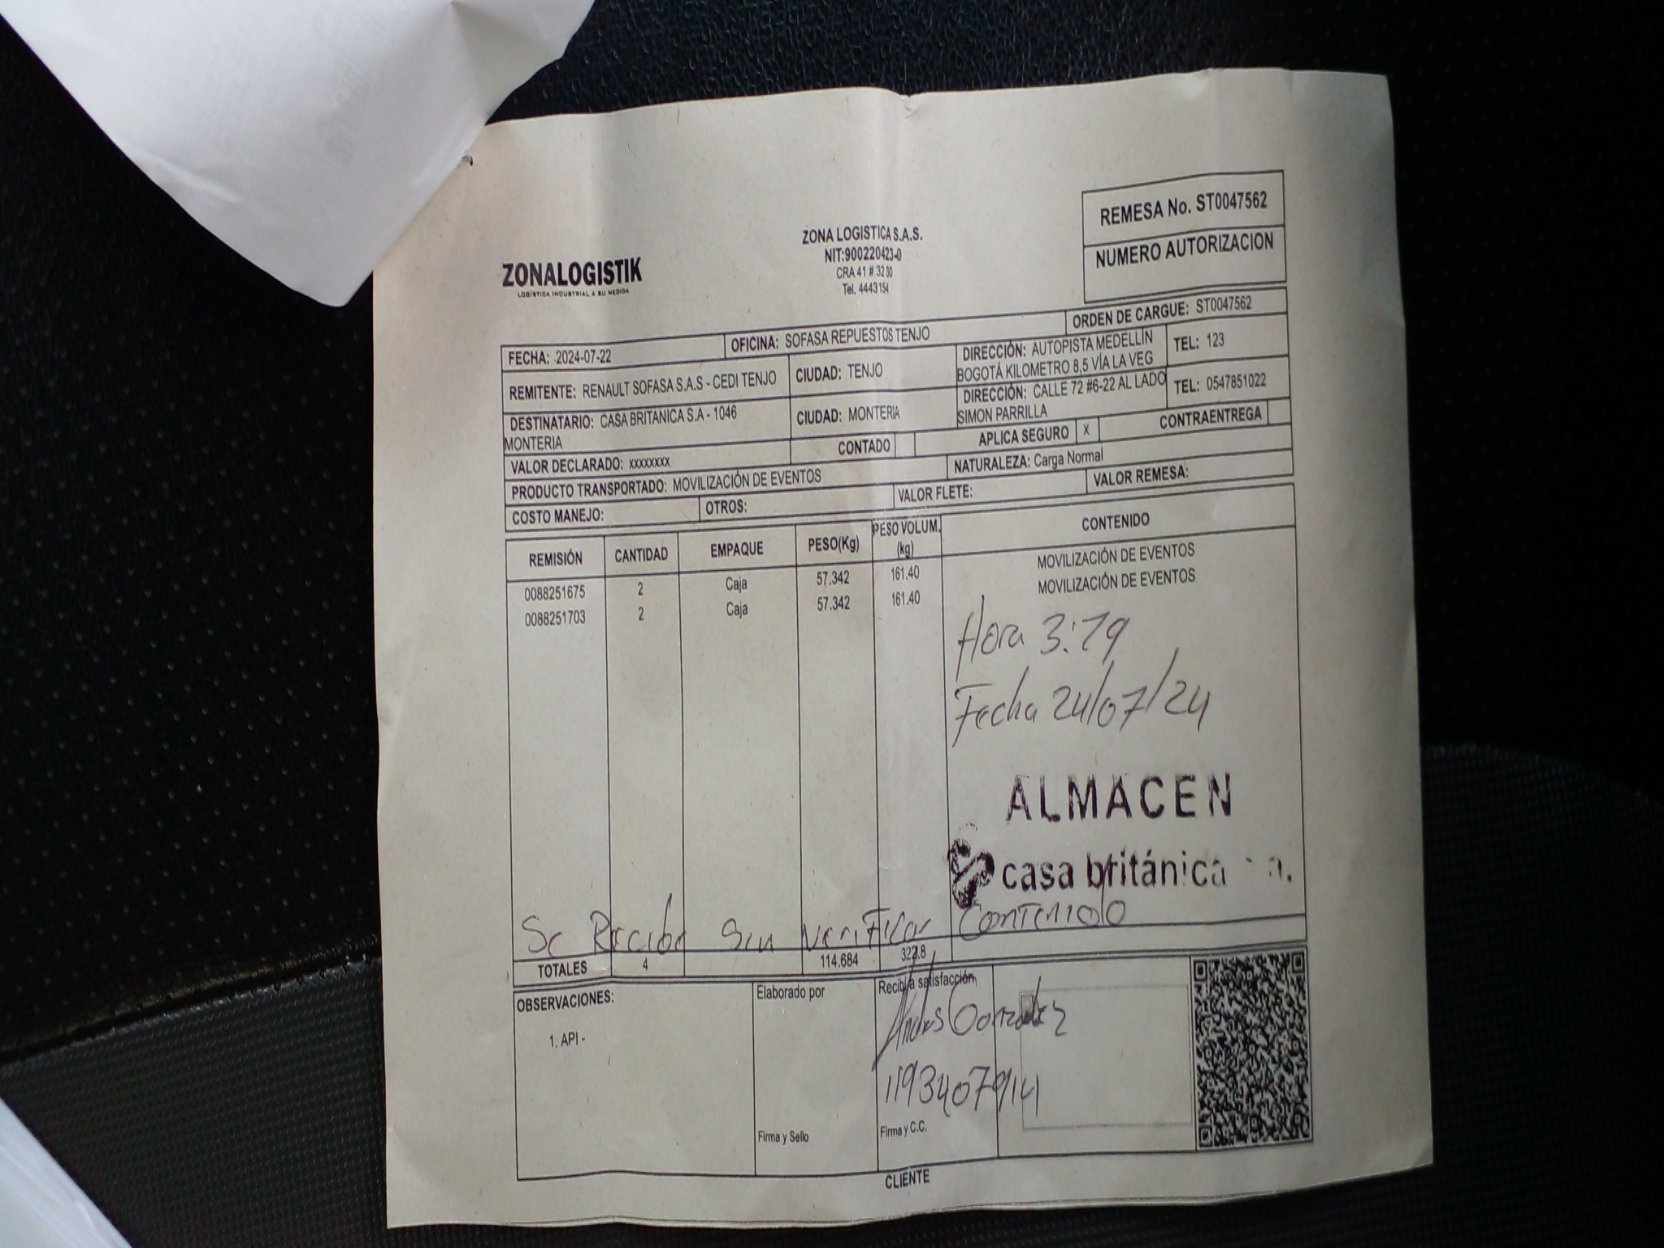 REMESA No. ST0047562
NUMERO AUTORIZACION
ZONALOGISTIK
LOGÍSTICA INDUSTRIAL A SU MEDIDA
ZONA LOGISTICA S.A.S.
NIT:900220423-0
CRA 41 # 32 30
Tel. 4443154
ORDEN DE CARGUE: ST0047562
FECHA: 2024-07-22
OFICINA: SOFASA REPUESTOS TENJO
REMITENTE: RENAULT SOFASA S.A.S - CEDI TENJO
CIUDAD: TENJO
DIRECCIÓN: AUTOPISTA MEDELLIN
BOGOTÁ KILOMETRO 8,5 VÍA LA VEG
TEL: 123
DESTINATARIO: CASA BRITANICA S.A - 1046
MONTERIA
CIUDAD: MONTERIA
DIRECCIÓN: CALLE 72 #6-22 AL LADO
SIMON PARRILLA
TEL: 0547851022
VALOR DECLARADO: xxxxxxxx
CONTADO
APLICA SEGURO X
CONTRAENTREGA
PRODUCTO TRANSPORTADO: MOVILIZACIÓN DE EVENTOS
NATURALEZA: Carga Normal
COSTO MANEJO:
OTROS:
VALOR FLETE:
VALOR REMESA:
REMISIÓN CANTIDAD EMPAQUE PESO(Kg) PESO VOLUM. (kg) CONTENIDO
0088251675 2 Caja 57.342 161.40 MOVILIZACIÓN DE EVENTOS
0088251703 2 Caja 57.342 161.40 MOVILIZACIÓN DE EVENTOS
Hora 3:19
Fecha 24/07/24
ALMACEN
casa británica
Se Recibe Sin verificar Contenido
TOTALES 4 114.684 322.8
OBSERVACIONES:
1. API -
Elaborado por
Firma y Sello
Recibí a satisfacción
Andres Gonzalez
1193407914
Firma y C.C.
CLIENTE